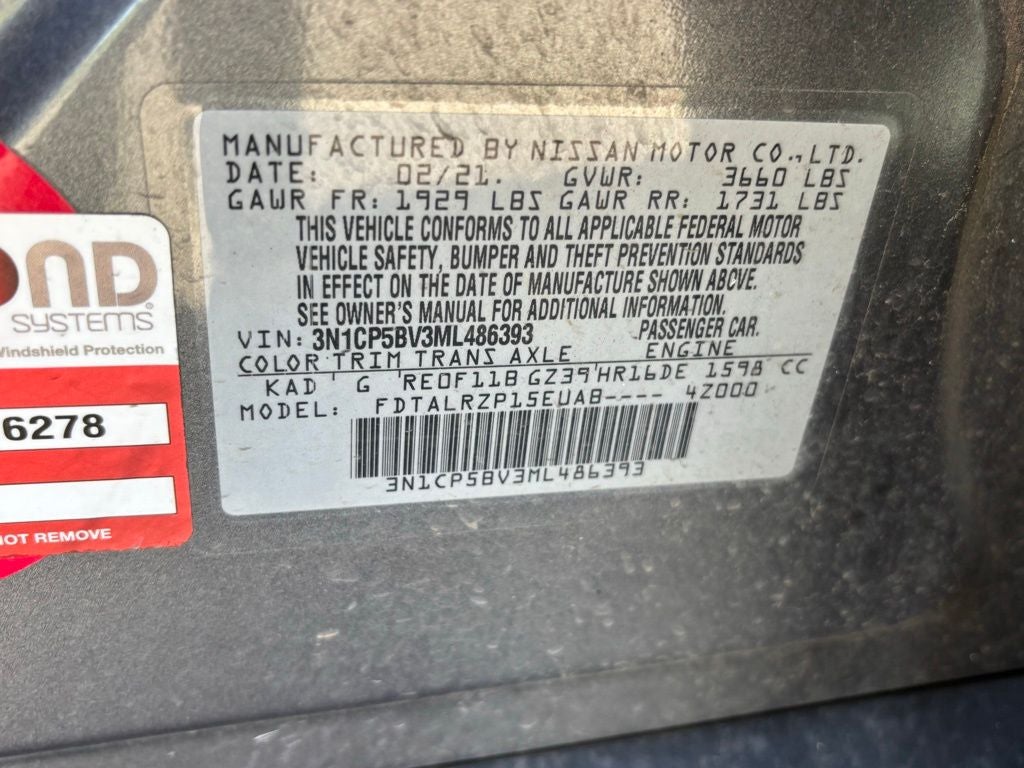 MANUFACTURED BY NISSAN MOTOR CO., LTD.
DATE: 02/21. GVWR: 3660 LBS
GAWR FR: 1929 LBS GAWR RR: 1731 LBS
THIS VEHICLE CONFORMS TO ALL APPLICABLE FEDERAL MOTOR
VEHICLE SAFETY, BUMPER AND THEFT PREVENTION STANDARDS
IN EFFECT ON THE DATE OF MANUFACTURE SHOWN ABOVE.
SEE OWNER'S MANUAL FOR ADDITIONAL INFORMATION.
VIN: 3N1CP5BV3ML486393 PASSENGER CAR.
COLOR TRIM TRANS AXLE ENGINE
KAD G RE0F11B GZ39 HR16DE 1598 CC
MODEL: FDTALRZP15EUAB---- 4Z000
3N1CP5BV3ML486393
ND
SYSTEMS®
Windshield Protection
6278
NOT REMOVE